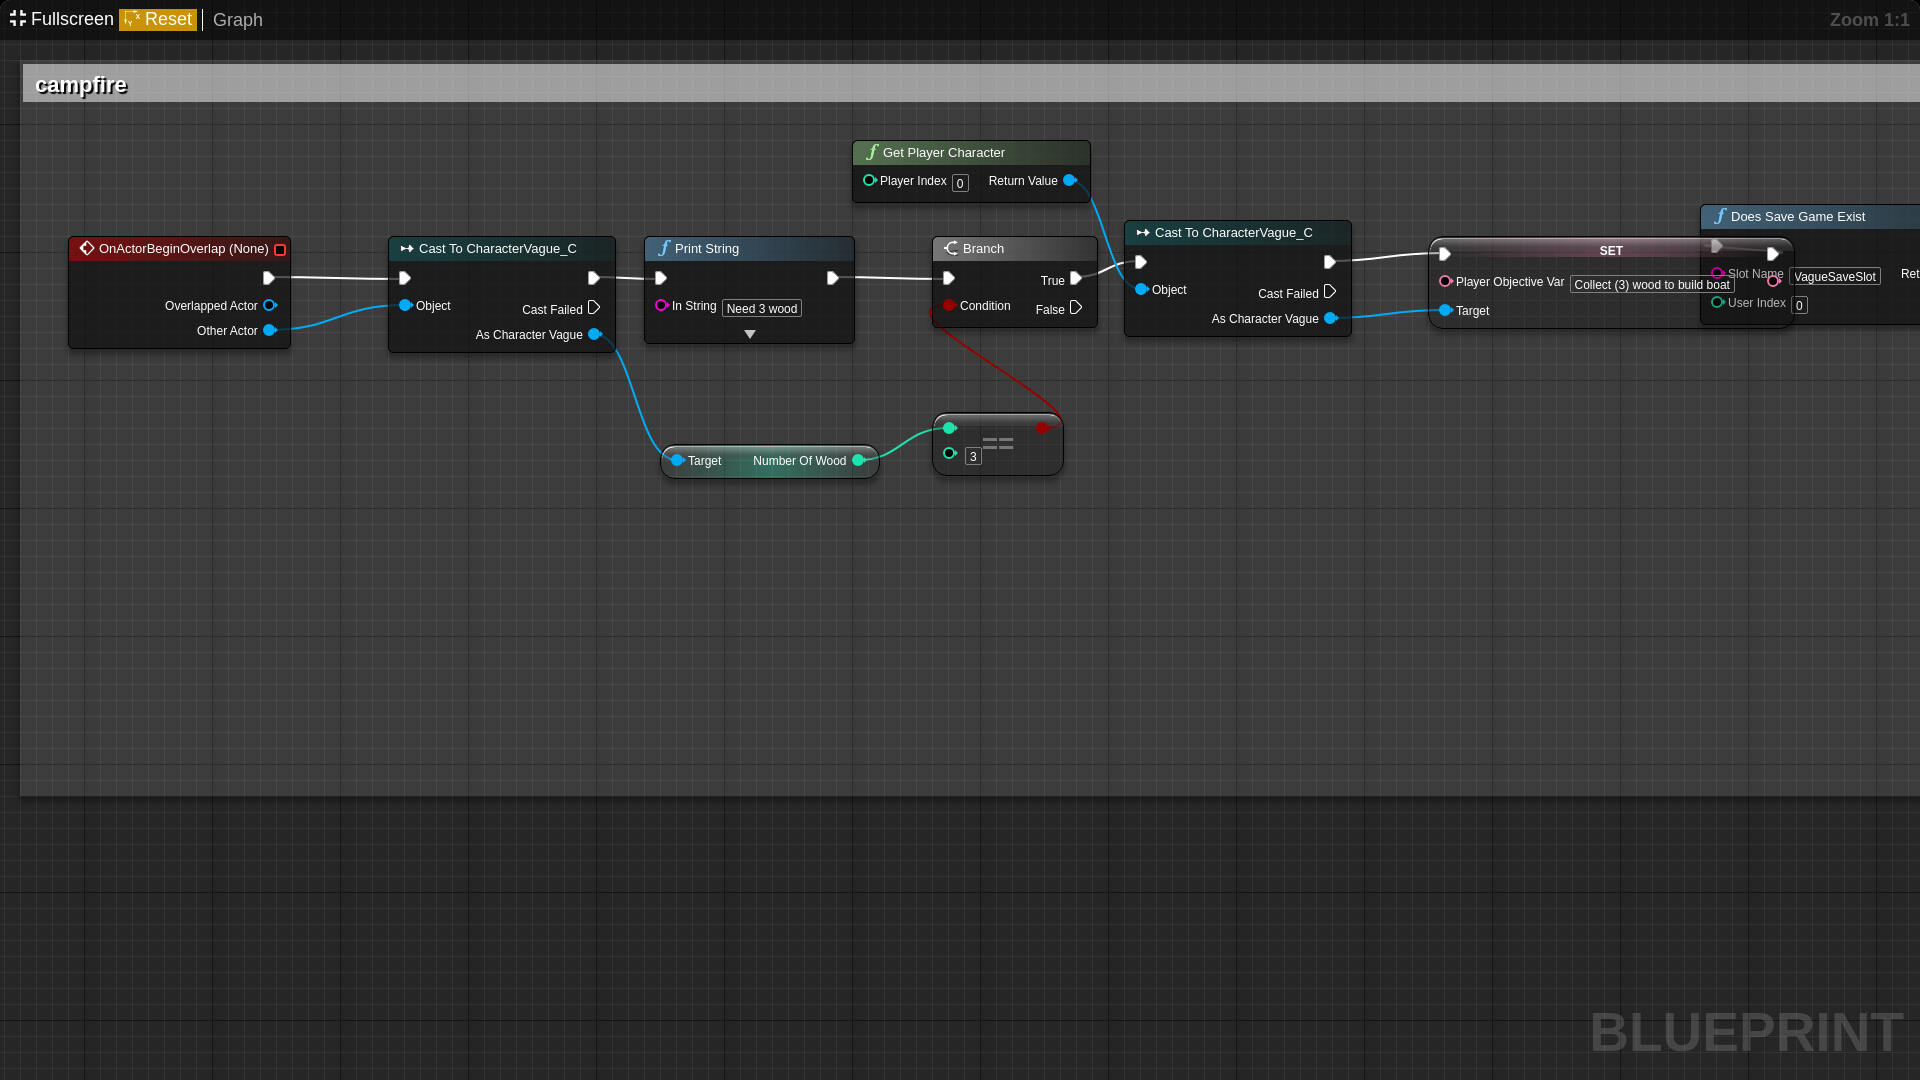 Fullscreen Reset Graph Zoom 1:1
campfire
Get Player Character
Player Index 0 Return Value
OnActorBeginOverlap (None)
Overlapped Actor
Other Actor
Cast To CharacterVague_C
Object
Cast Failed
As Character Vague
Print String
In String Need 3 wood
Branch
True
Condition
False
Cast To CharacterVague_C
Object
Cast Failed
As Character Vague
SET
Player Objective Var Collect (3) wood to build boat
Target
Does Save Game Exist
Slot Name VagueSaveSlot Ret
User Index 0
Target Number Of Wood
==
3
BLUEPRINT